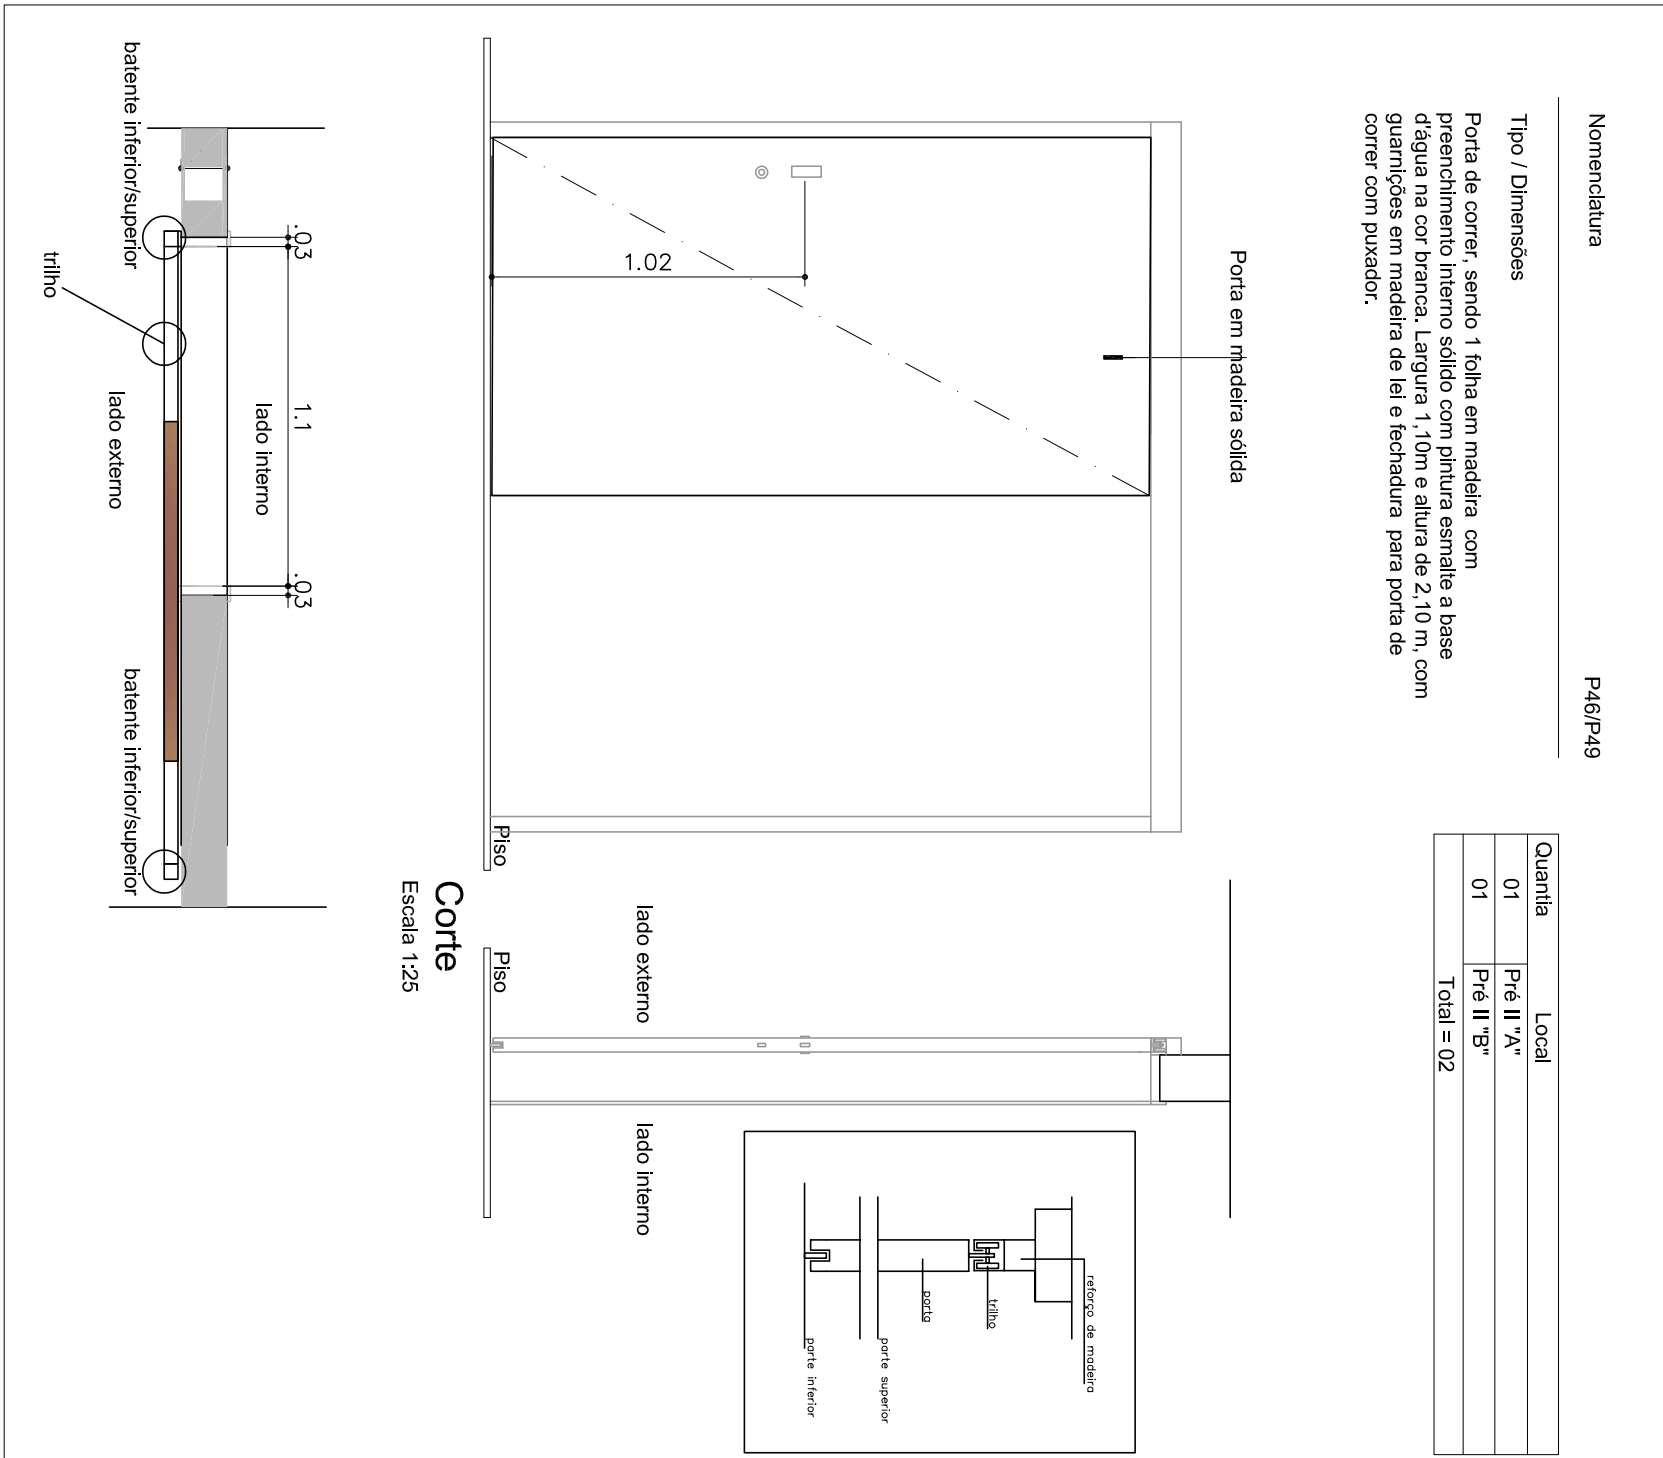 Nomenclatura P46/P49
Tipo / Dimensões
Porta de correr, sendo 1 folha em madeira com
preenchimento interno sólido com pintura esmalte a base
d'água na cor branca. Largura 1,10m e altura de 2,10 m, com
guarnições em madeira de lei e fechadura para porta de
correr com puxador.
Quantia Local
01 Pré II "A"
01 Pré II "B"
Total = 02
Porta em madeira sólida
1.02
Piso
lado externo
lado interno
Piso
reforço de madeira
trilho
porta
parte superior
parte inferior
Corte
Escala 1:25
.03
1.1
.03
lado interno
lado externo
batente inferior/superior
batente inferior/superior
trilho